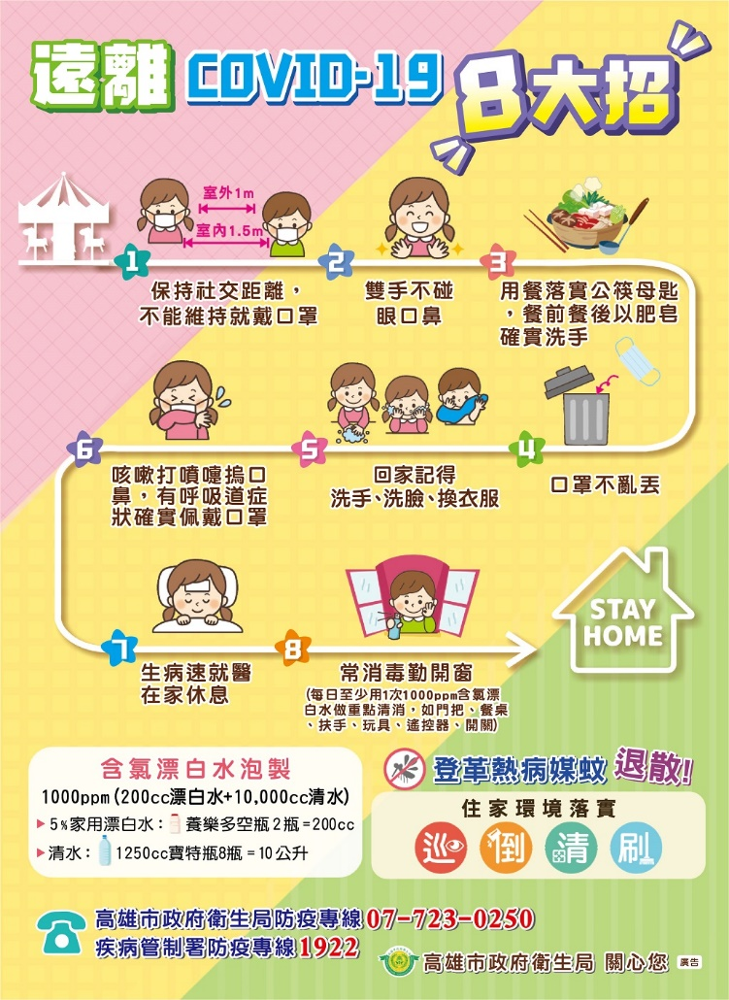 遠離 COVID-19 8大招
室外1m
室內1.5m
1
保持社交距離，
不能維持就戴口罩
2
雙手不碰
眼口鼻
3
用餐落實公筷母匙
，餐前餐後以肥皂
確實洗手
4
口罩不亂丟
5
回家記得
洗手、洗臉、換衣服
6
咳嗽打噴嚏摀口
鼻，有呼吸道症
狀確實佩戴口罩
7
生病速就醫
在家休息
8
常消毒勤開窗
(每日至少用1次1000ppm含氯漂
白水做重點清消，如門把、餐桌
、扶手、玩具、遙控器、開關)
STAY
HOME
含氯漂白水泡製
1000ppm(200cc漂白水+10,000cc清水)
▶5%家用漂白水： 養樂多空瓶2瓶=200cc
▶清水： 1250cc寶特瓶8瓶=10公升
登革熱病媒蚊 退散!
住家環境落實
巡 倒 清 刷
高雄市政府衛生局防疫專線07-723-0250
疾病管制署防疫專線1922
高雄市政府衛生局 關心您 廣告